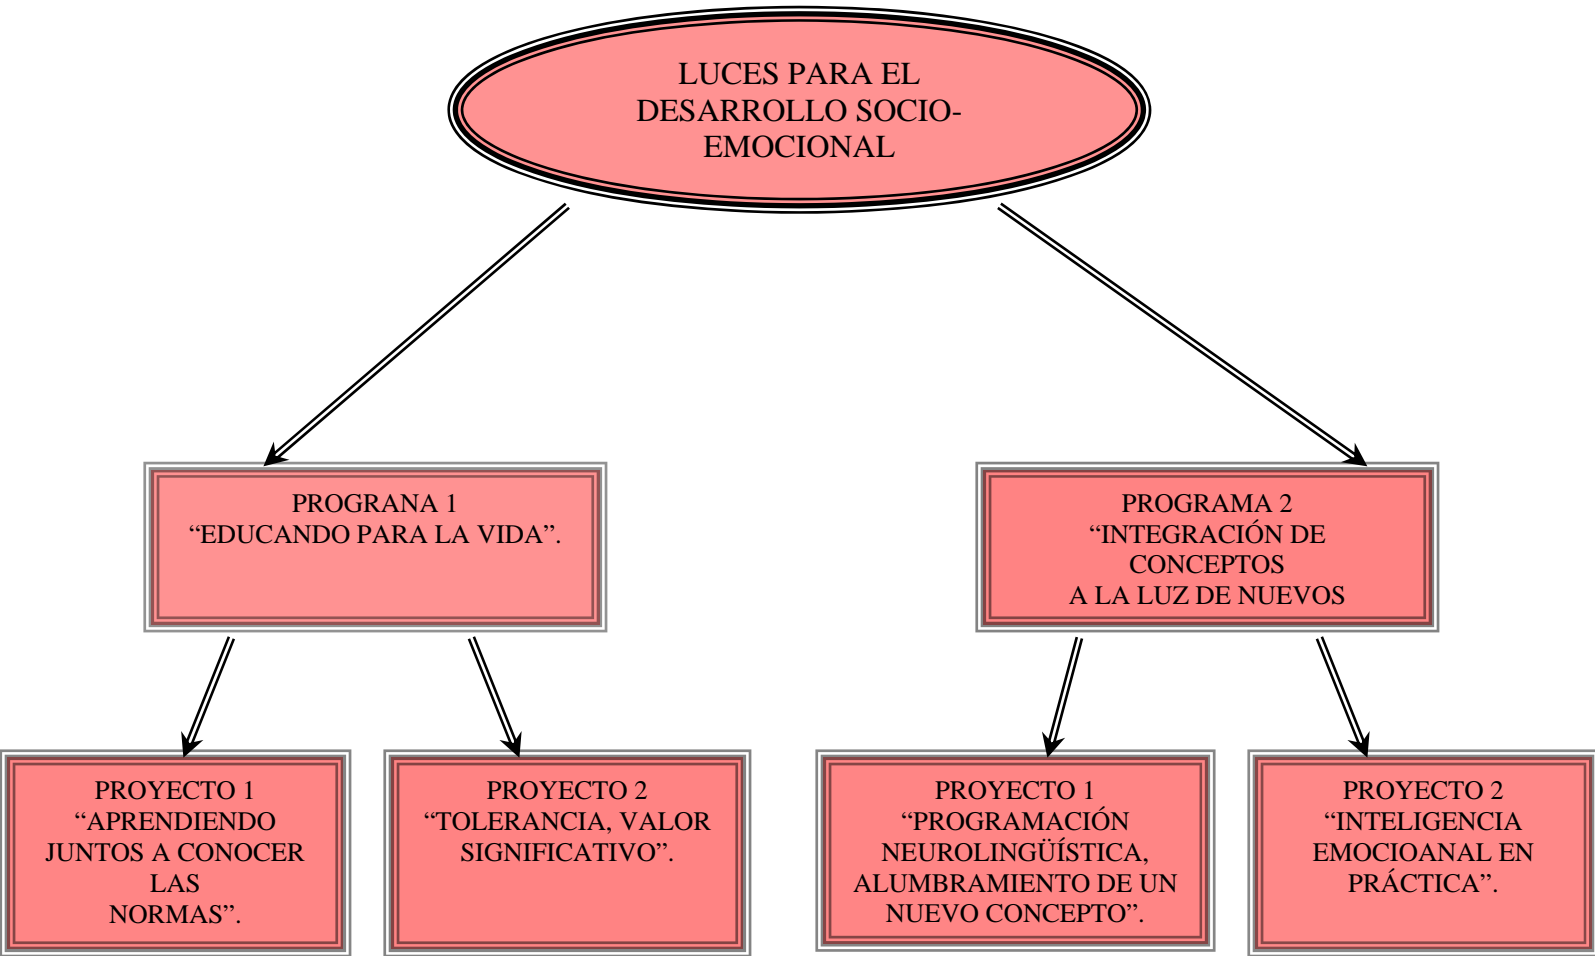 LUCES PARA EL
DESARROLLO SOCIO-
EMOCIONAL
PROGRANA 1
“EDUCANDO PARA LA VIDA”.
PROGRAMA 2
“INTEGRACIÓN DE
CONCEPTOS
A LA LUZ DE NUEVOS
PROYECTO 1
“APRENDIENDO
JUNTOS A CONOCER
LAS
NORMAS”.
PROYECTO 2
“TOLERANCIA, VALOR
SIGNIFICATIVO”.
PROYECTO 1
“PROGRAMACIÓN
NEUROLINGÜÍSTICA,
ALUMBRAMIENTO DE UN
NUEVO CONCEPTO”.
PROYECTO 2
“INTELIGENCIA
EMOCIOANAL EN
PRÁCTICA”.